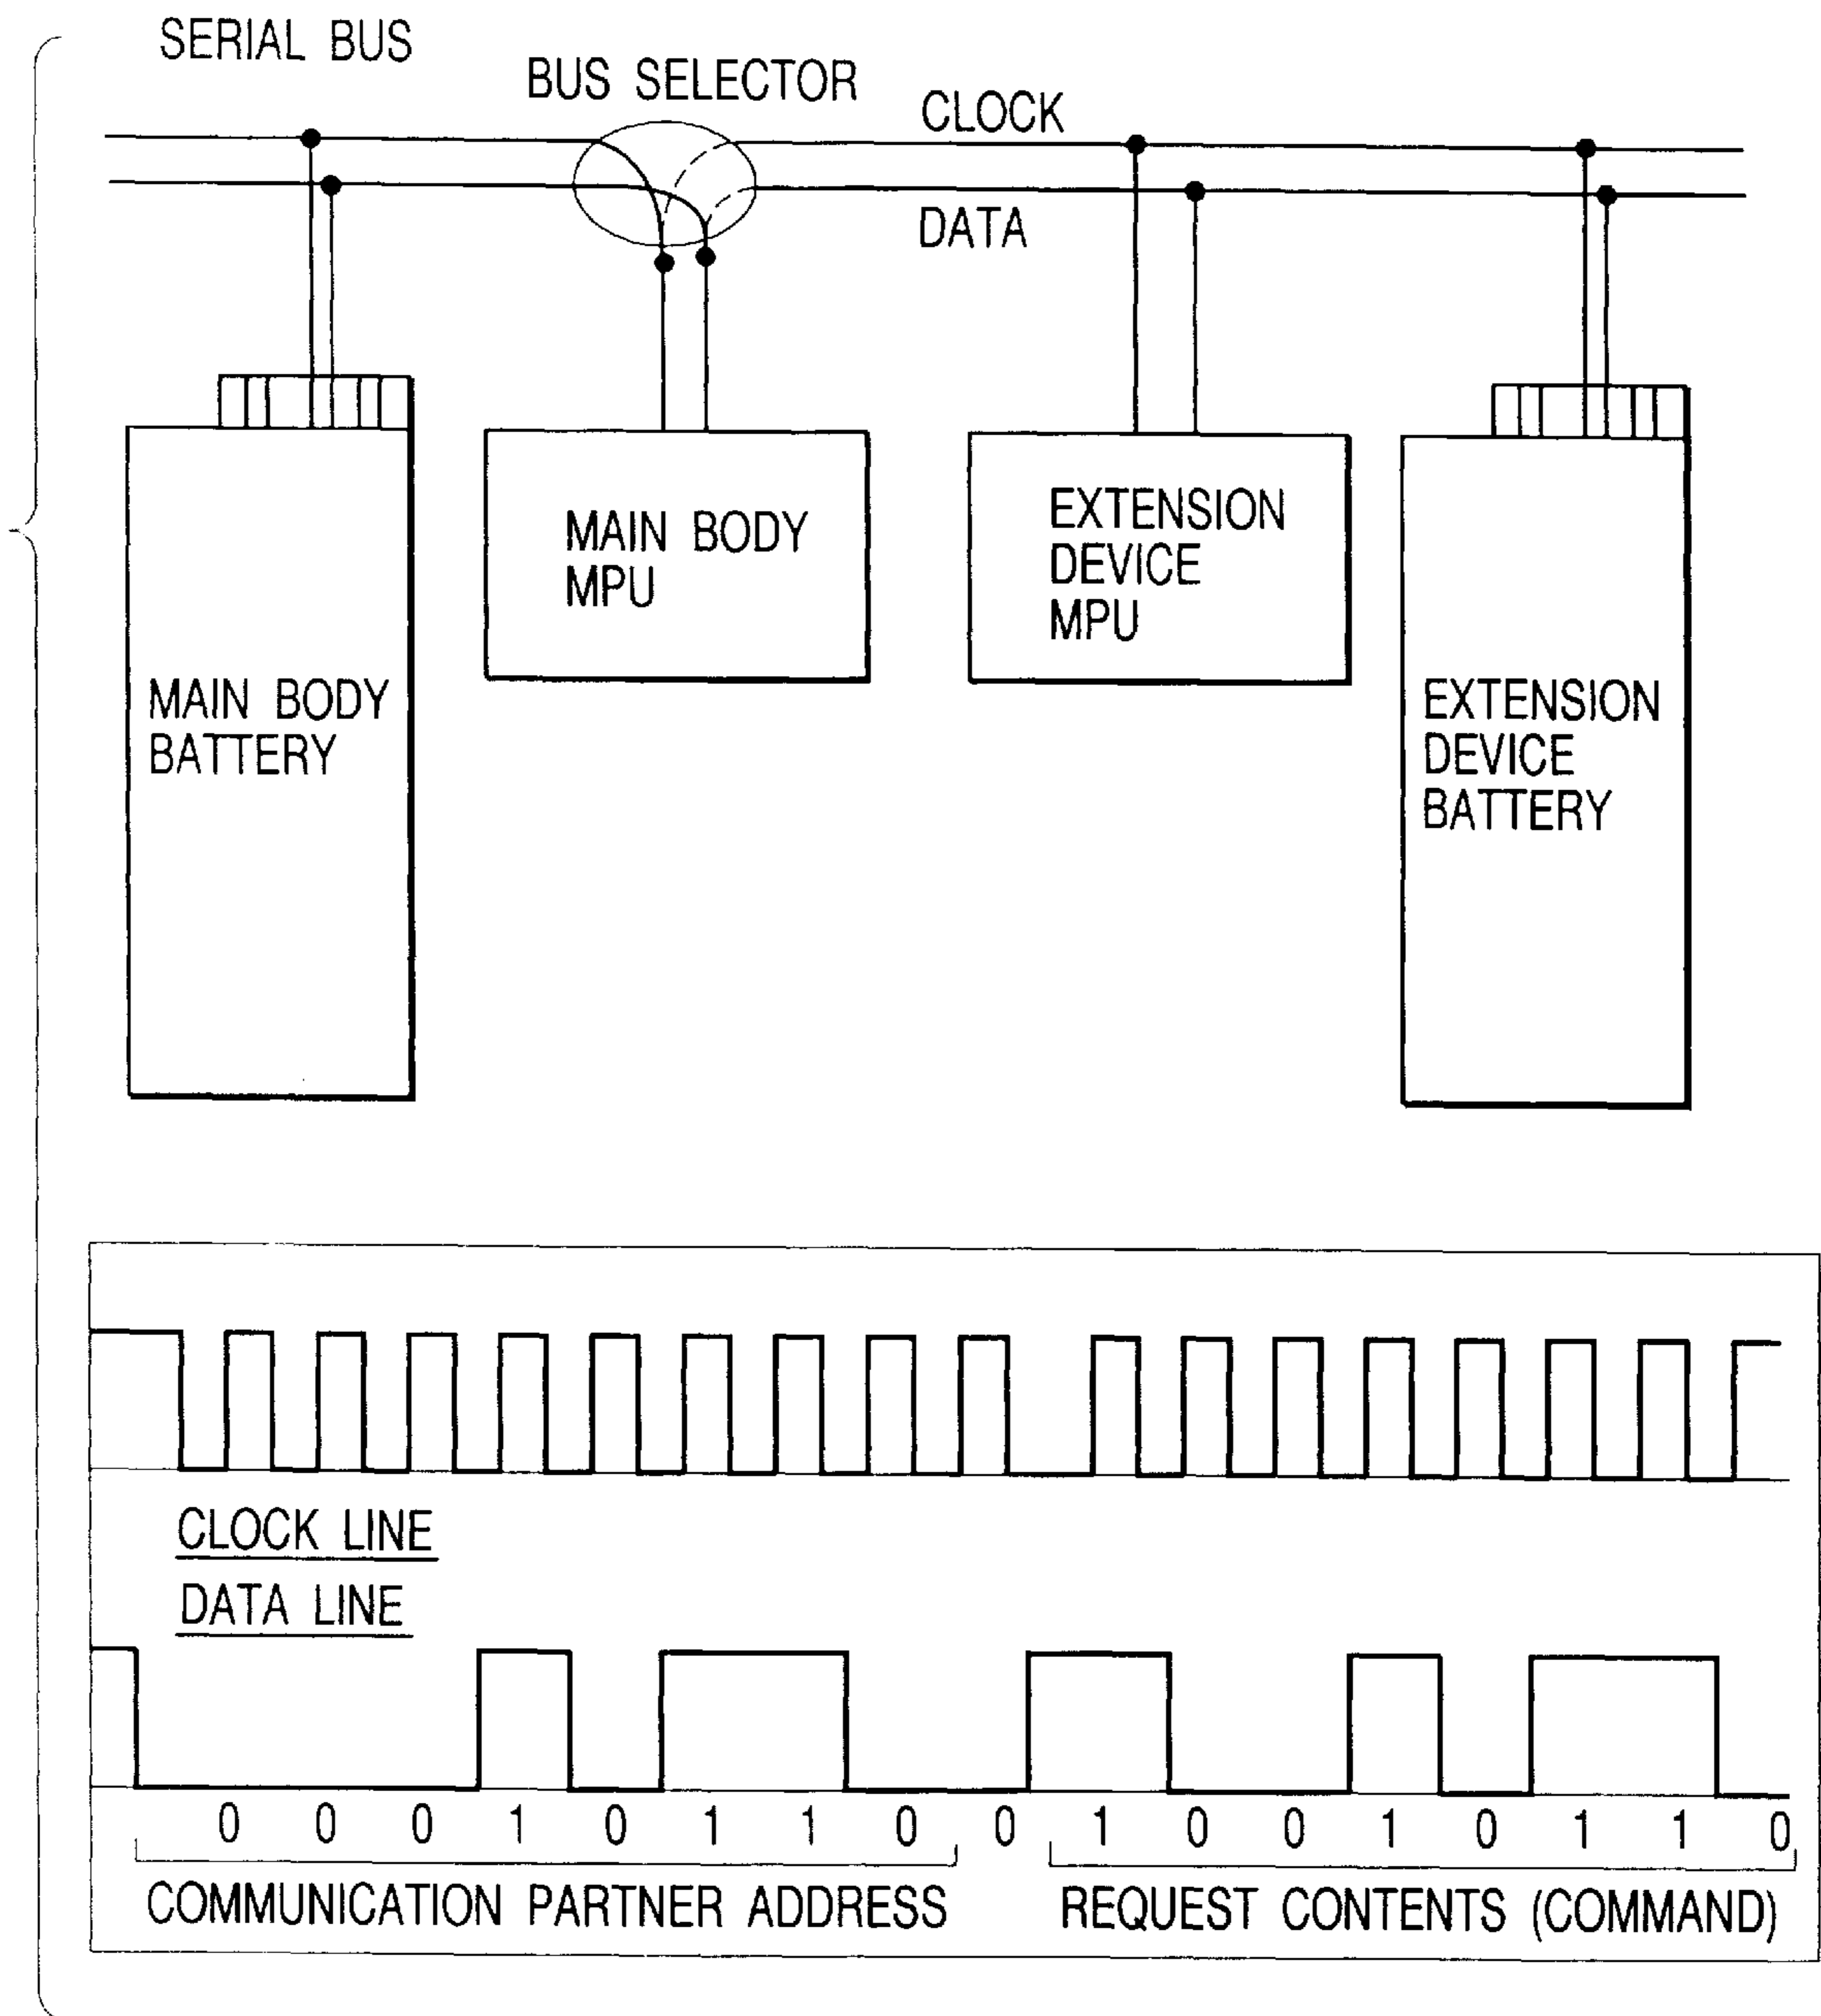 SERIAL BUS
BUS SELECTOR
CLOCK
DATA
MAIN BODY
BATTERY
MAIN BODY
MPU
EXTENSION
DEVICE
MPU
EXTENSION
DEVICE
BATTERY
CLOCK LINE
DATA LINE
0 0 0 1 0 1 1 0 0 1 0 0 1 0 1 1 0
COMMUNICATION PARTNER ADDRESS
REQUEST CONTENTS (COMMAND)